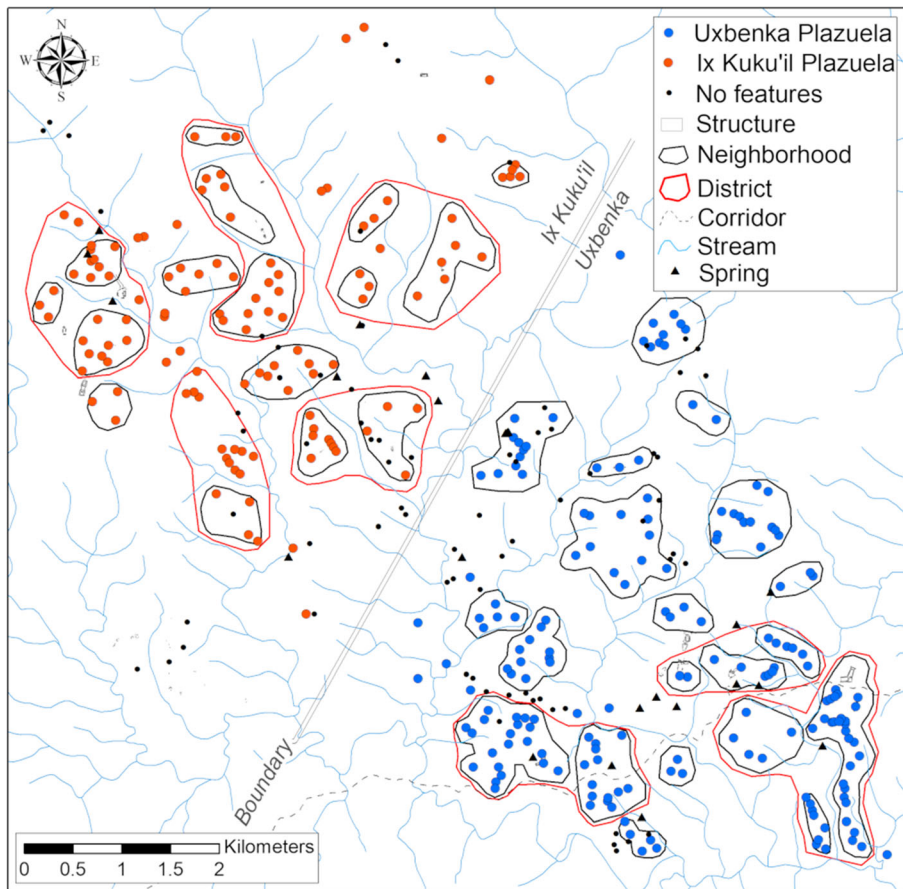 N
W E
S
Uxbenka Plazuela
Ix Kuku'il Plazuela
No features
Structure
Neighborhood
District
Corridor
Stream
Spring
Ix Kuku'il
Uxbenka
Boundary
Kilometers
0 0.5 1 1.5 2